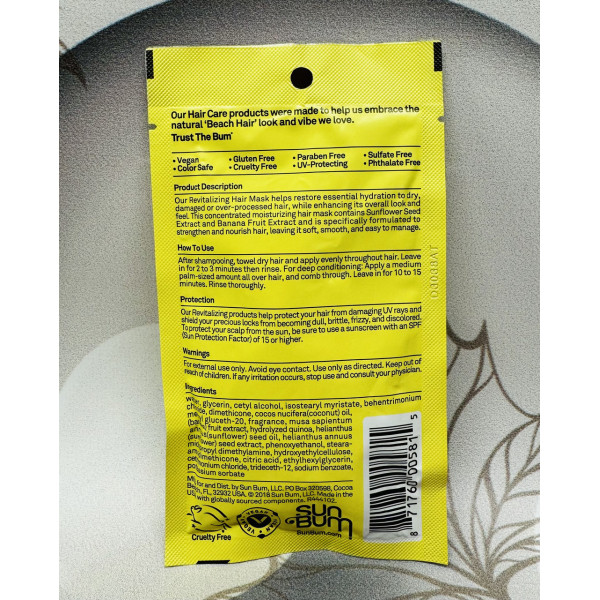 Our Hair Care products were made to help us embrace the
natural 'Beach Hair' look and vibe we love.
Trust The Bum®
• Vegan • Gluten Free • Paraben Free • Sulfate Free
• Color Safe • Cruelty Free • UV-Protecting • Phthalate Free
Product Description
Our Revitalizing Hair Mask helps restore essential hydration to dry,
damaged or over-processed hair, while enhancing its overall look and
feel. This concentrated moisturizing hair mask contains Sunflower Seed
Extract and Banana Fruit Extract and is specifically formulated to
strengthen and nourish hair, leaving it soft, smooth, and easy to manage.
How To Use
After shampooing, towel dry hair and apply evenly throughout hair. Leave
in for 2 to 3 minutes then rinse. For deep conditioning: Apply a medium
palm-sized amount all over hair, and comb through. Leave in for 10 to 15
minutes. Rinse thoroughly.
Protection
Our Revitalizing products help protect your hair from damaging UV rays and
shield your precious locks from becoming dull, brittle, frizzy, and discolored.
To protect your scalp from the sun, be sure to use a sunscreen with an SPF
(Sun Protection Factor) of 15 or higher.
Warnings
For external use only. Avoid eye contact. Use only as directed. Keep out of
reach of children. If any irritation occurs, stop use and consult your physician.
Ingredients
glycerin, cetyl alcohol, isostearyl myristate, behentrimonium
dimethicone, cocos nucifera(coconut) oil,
gluceth-20, fragrance, musa sapientum
fruit extract, hydrolyzed quinoa, helianthus
(sunflower) seed oil, helianthus annuus
seed extract, phenoxyethanol, steara-
dimethylamine, hydroxyethylcellulose,
dimethicone, citric acid, ethylhexylglycerin,
chloride, trideceth-12, sodium benzoate,
sorbate
for and Dist. by Sun Bum, LLC. PO Box 320598, Cocoa
FL, 32932 USA. © 2018 Sun Bum, LLC. Made in the
with globally sourced components.
Cruelty Free
VEGAN
SUN
BUM
SunBum.com
8 71760 00581 5